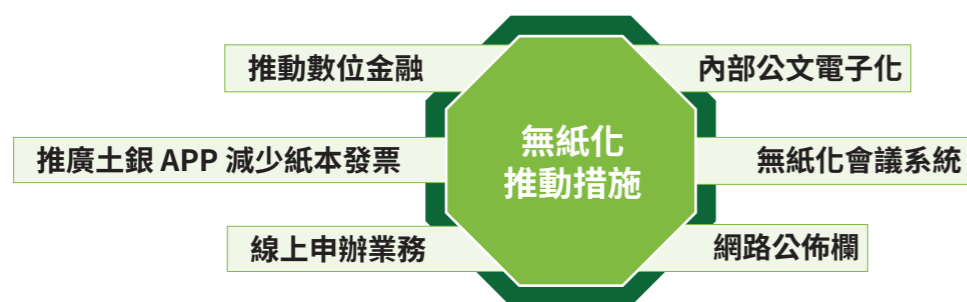 推動數位金融
內部公文電子化
無紙化
推動措施
推廣土銀 APP 減少紙本發票
無紙化會議系統
線上申辦業務
網路公佈欄